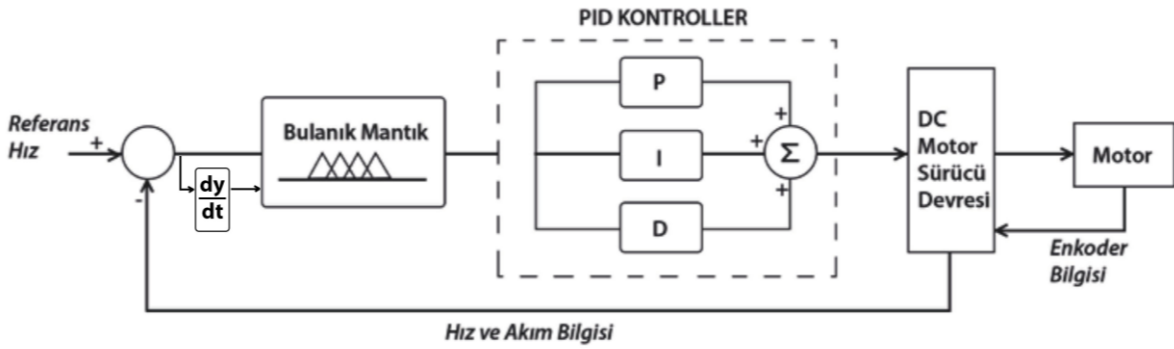 PID KONTROLLER
Referans
Hız
+
-
dy
dt
Bulanık Mantık
P
I
D
+
+
+
Σ
DC
Motor
Sürücü
Devresi
Motor
Enkoder
Bilgisi
Hız ve Akım Bilgisi